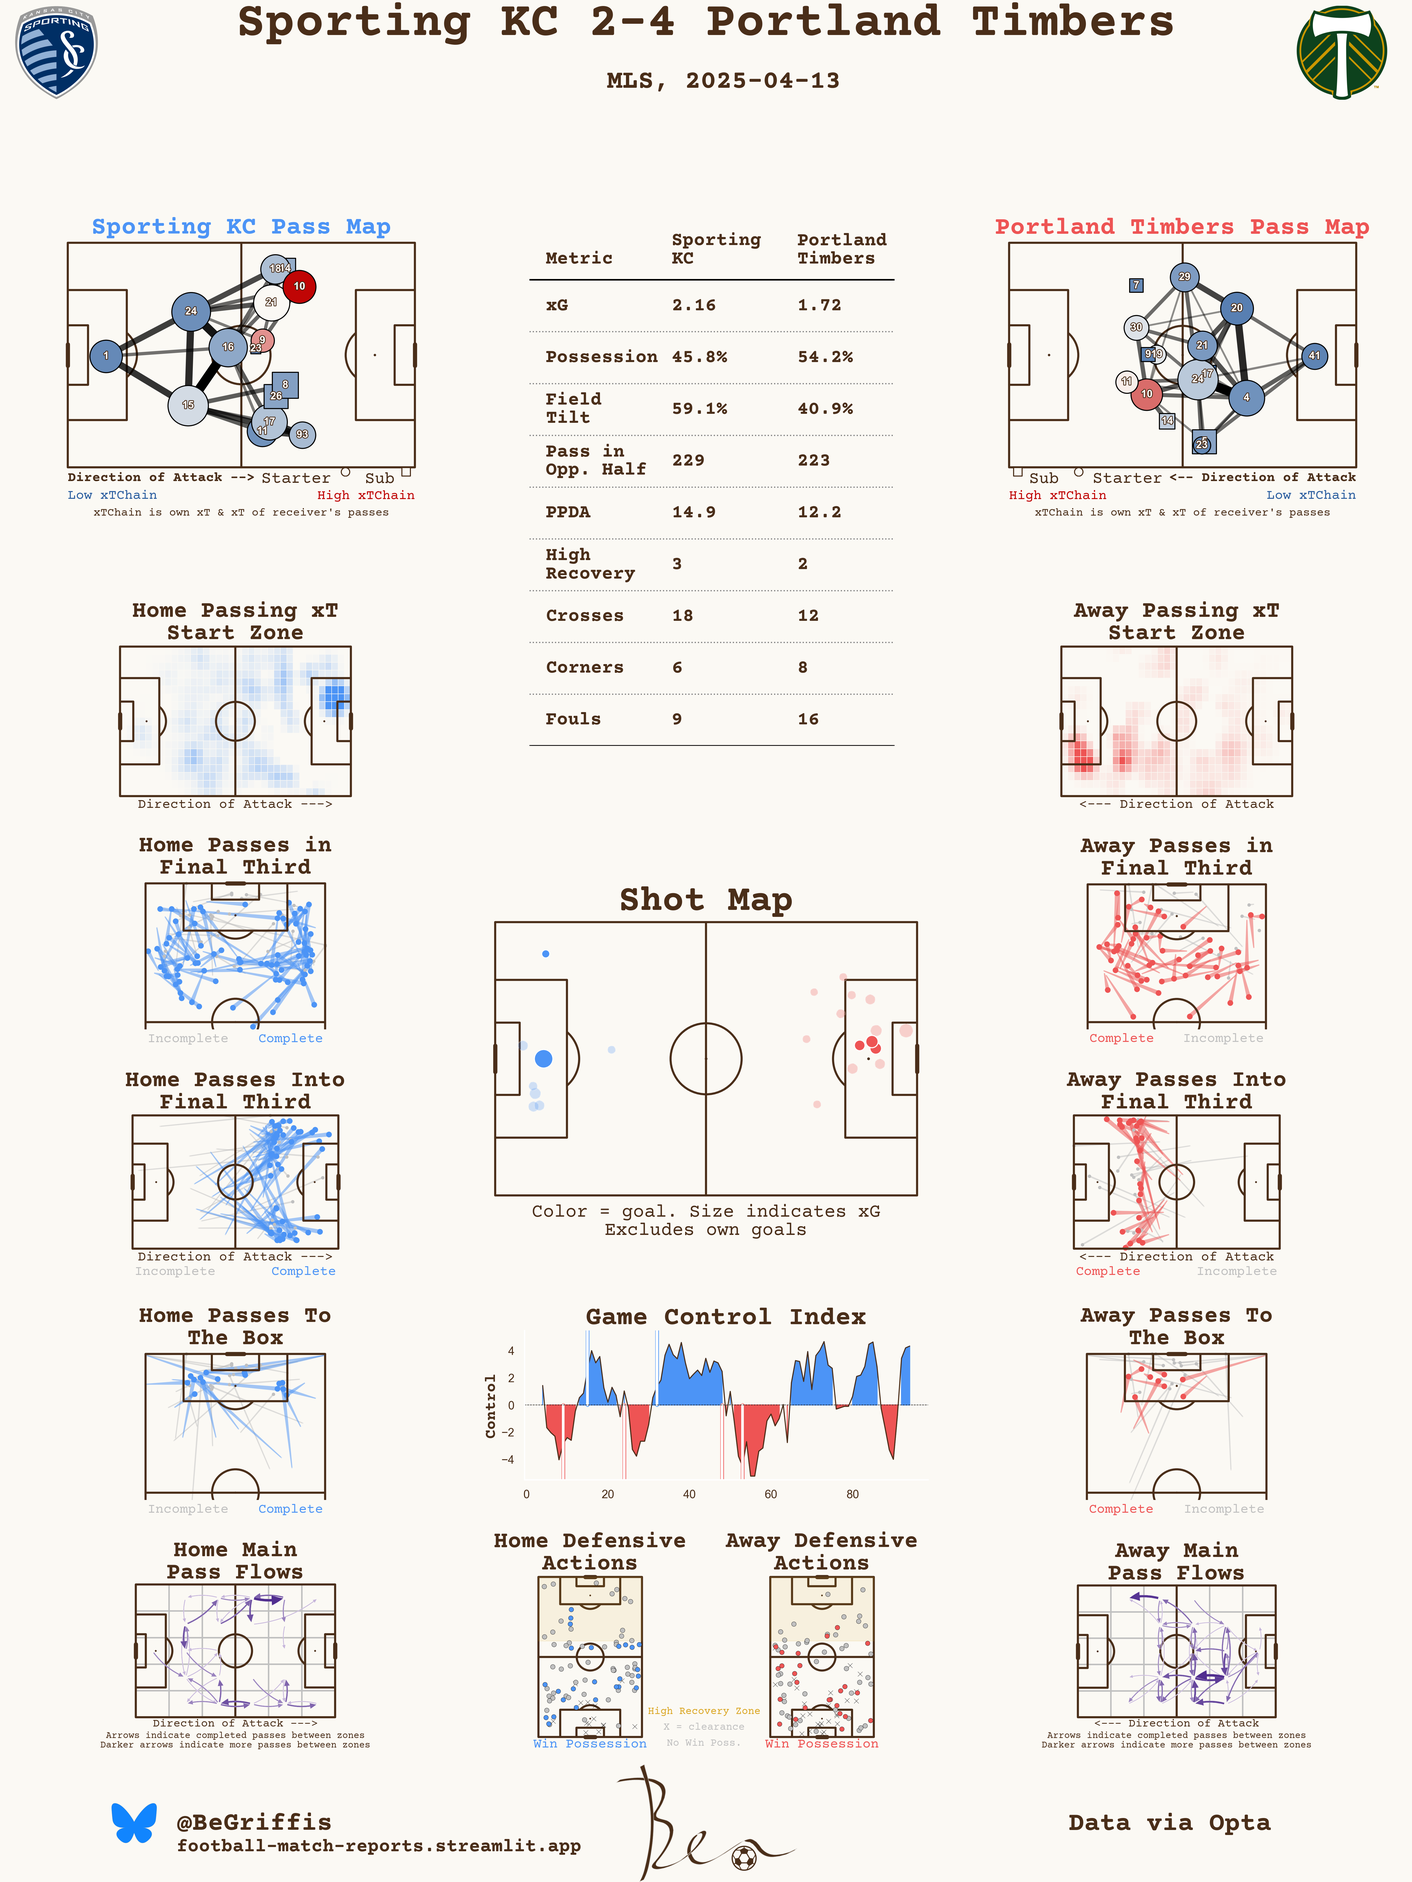 Sporting KC 2-4 Portland Timbers
MLS, 2025-04-13
KANSAS CITY
SPORTING
Sporting KC Pass Map
1
24
15
16
18
14
10
21
9
23
8
26
17
11
93
Direction of Attack --> Starter Sub
Low xTChain High xTChain
xTChain is own xT & xT of receiver's passes
Metric Sporting KC Portland Timbers
xG 2.16 1.72
Possession 45.8% 54.2%
Field Tilt 59.1% 40.9%
Pass in Opp. Half 229 223
PPDA 14.9 12.2
High Recovery 3 2
Crosses 18 12
Corners 6 8
Fouls 9 16
Portland Timbers Pass Map
7
29
20
30
21
9
19
41
11
10
24
17
4
14
23
Sub Starter <-- Direction of Attack
High xTChain Low xTChain
xTChain is own xT & xT of receiver's passes
Home Passing xT
Start Zone
Direction of Attack --->
Away Passing xT
Start Zone
<--- Direction of Attack
Home Passes in
Final Third
Incomplete Complete
Away Passes in
Final Third
Complete Incomplete
Shot Map
Color = goal. Size indicates xG
Excludes own goals
Home Passes Into
Final Third
Direction of Attack --->
Incomplete Complete
Away Passes Into
Final Third
<--- Direction of Attack
Complete Incomplete
Home Passes To
The Box
Incomplete Complete
Game Control Index
Control
4
2
0
−2
−4
0 20 40 60 80
Away Passes To
The Box
Complete Incomplete
Home Main
Pass Flows
Direction of Attack --->
Arrows indicate completed passes between zones
Darker arrows indicate more passes between zones
Home Defensive
Actions
Win Possession
High Recovery Zone
X = clearance
No Win Poss.
Away Defensive
Actions
Win Possession
Away Main
Pass Flows
<--- Direction of Attack
Arrows indicate completed passes between zones
Darker arrows indicate more passes between zones
@BeGriffis
football-match-reports.streamlit.app
Ben
Data via Opta